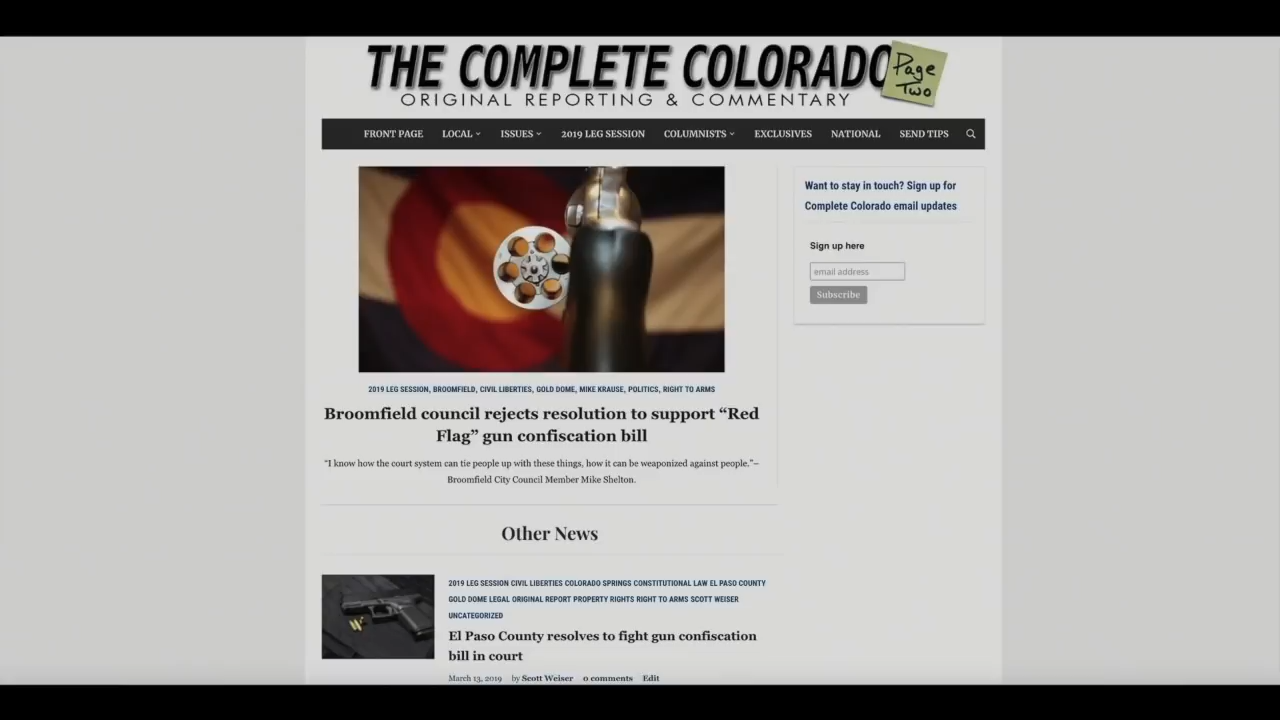 THE COMPLETE COLORADO
Page
Two
ORIGINAL REPORTING & COMMENTARY
FRONT PAGE LOCAL ISSUES 2019 LEG SESSION COLUMNISTS EXCLUSIVES NATIONAL SEND TIPS
2019 LEG SESSION, BROOMFIELD, CIVIL LIBERTIES, GOLD DOME, MIKE KRAUSE, POLITICS, RIGHT TO ARMS
Broomfield council rejects resolution to support “Red
Flag” gun confiscation bill
“I know how the court system can tie people up with these things, how it can be weaponized against people.”–
Broomfield City Council Member Mike Shelton.
Want to stay in touch? Sign up for
Complete Colorado email updates
Sign up here
email address
Subscribe
Other News
2019 LEG SESSION CIVIL LIBERTIES COLORADO SPRINGS CONSTITUTIONAL LAW EL PASO COUNTY
GOLD DOME LEGAL ORIGINAL REPORT PROPERTY RIGHTS RIGHT TO ARMS SCOTT WEISER
UNCATEGORIZED
El Paso County resolves to fight gun confiscation
bill in court
March 13, 2019 by Scott Weiser 0 comments Edit